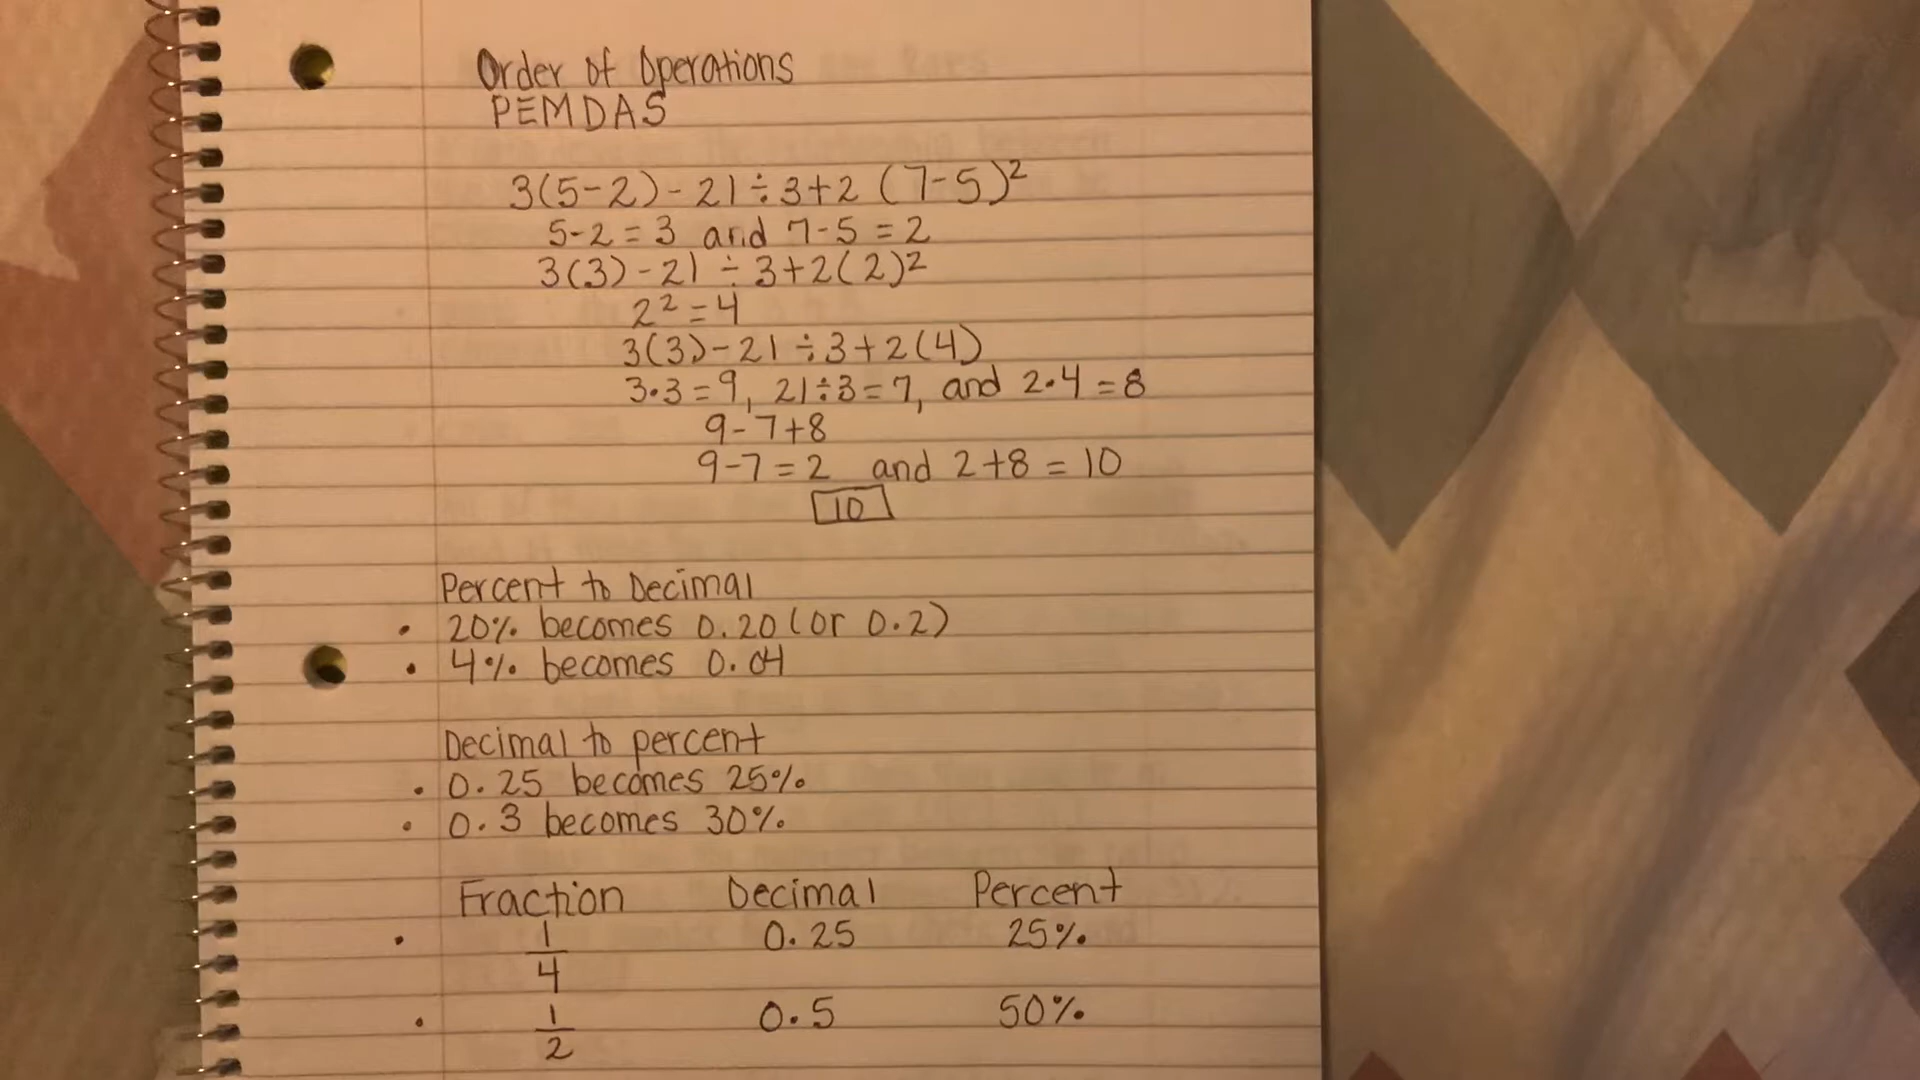 Order of Operations
PEMDAS
3(5-2)-21÷3+2(7-5)²
5-2=3 and 7-5=2
3(3)-21÷3+2(2)²
2²=4
3(3)-21÷3+2(4)
3•3=9, 21÷3=7, and 2•4=8
9-7+8
9-7=2 and 2+8=10
10
Percent to Decimal
• 20% becomes 0.20 (or 0.2)
• 4% becomes 0.04
Decimal to percent
• 0.25 becomes 25%
• 0.3 becomes 30%
Fraction Decimal Percent
• 1/4 0.25 25%
• 1/2 0.5 50%